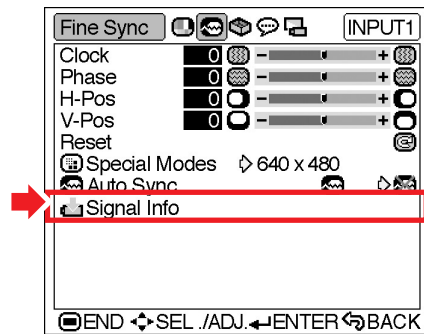 Fine Sync INPUT1
Clock 0 - +
Phase 0 - +
H-Pos 0 - +
V-Pos 0 - +
Reset
Special Modes 640 x 480
Auto Sync
Signal Info
END SEL ./ADJ. ENTER BACK